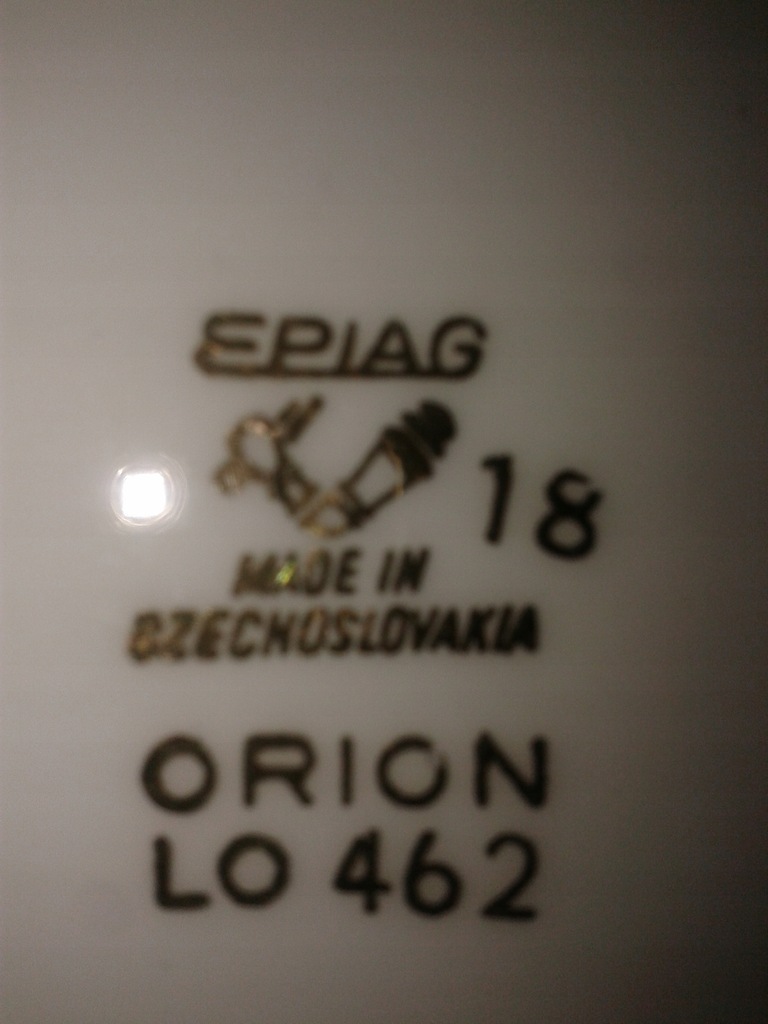 EPIAG
18
MADE IN
CZECHOSLOVAKIA
ORION
LO 462